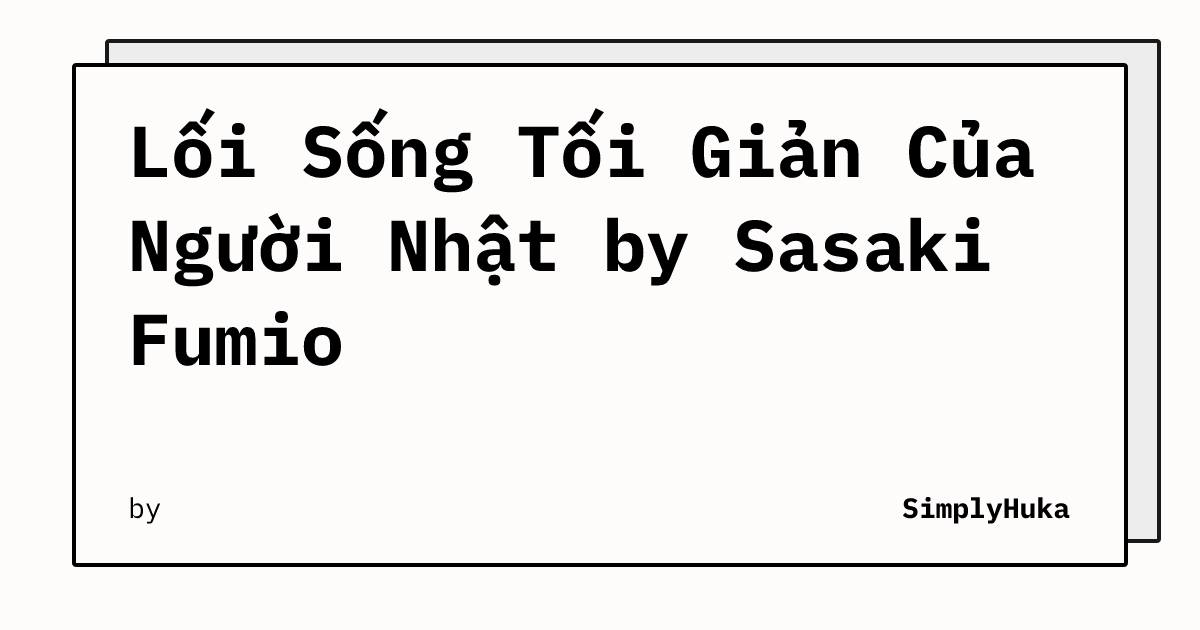 Lối Sống Tối Giản Của
Người Nhật by Sasaki
Fumio
by
SimplyHuka